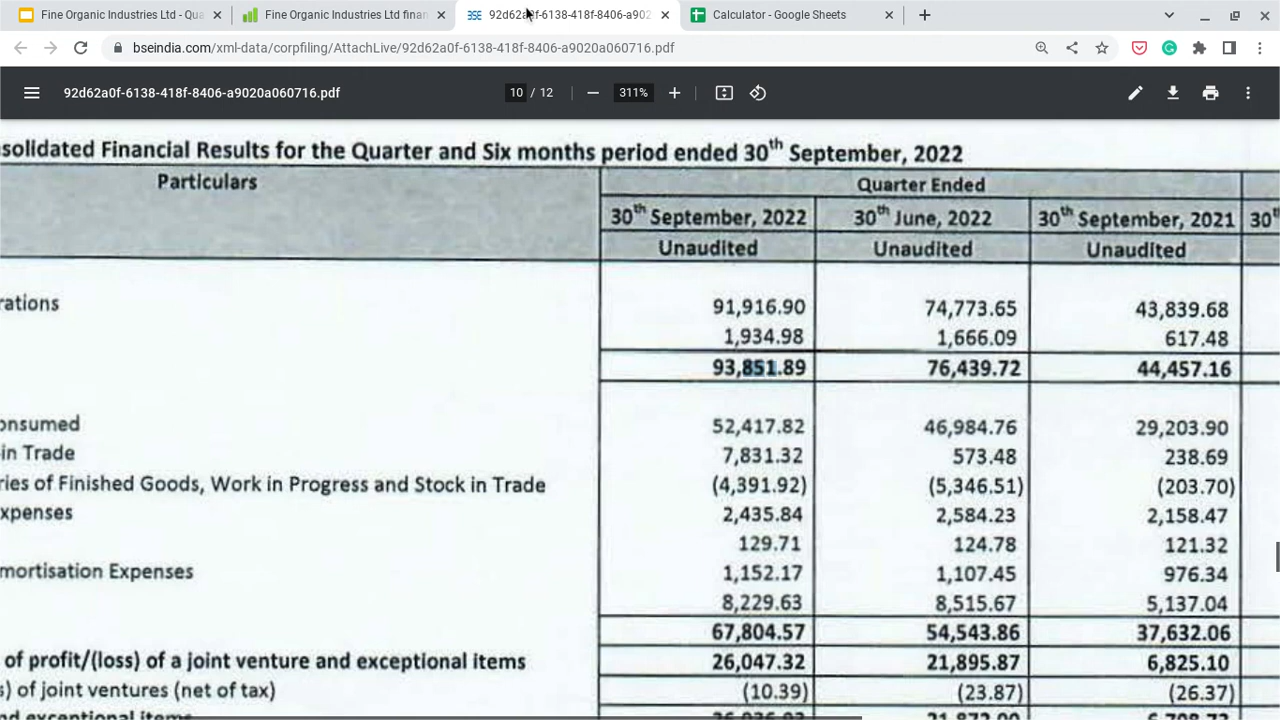 Fine Organic Industries Ltd - Qua
Fine Organic Industries Ltd finan
92d62a0f-6138-418f-8406-a902
Calculator - Google Sheets
bseindia.com/xml-data/corpfiling/AttachLive/92d62a0f-6138-418f-8406-a9020a060716.pdf
92d62a0f-6138-418f-8406-a9020a060716.pdf
10 / 12
311%
solidated Financial Results for the Quarter and Six months period ended 30th September, 2022
Particulars
Quarter Ended
30th September, 2022 30th June, 2022 30th September, 2021 30t
Unaudited Unaudited Unaudited
rations 91,916.90 74,773.65 43,839.68
1,934.98 1,666.09 617.48
93,851.89 76,439.72 44,457.16
onsumed 52,417.82 46,984.76 29,203.90
in Trade 7,831.32 573.48 238.69
ries of Finished Goods, Work in Progress and Stock in Trade (4,391.92) (5,346.51) (203.70)
xpenses 2,435.84 2,584.23 2,158.47
129.71 124.78 121.32
mortisation Expenses 1,152.17 1,107.45 976.34
8,229.63 8,515.67 5,137.04
67,804.57 54,543.86 37,632.06
of profit/(loss) of a joint venture and exceptional items 26,047.32 21,895.87 6,825.10
s) of joint ventures (net of tax) (10.39) (23.87) (26.37)